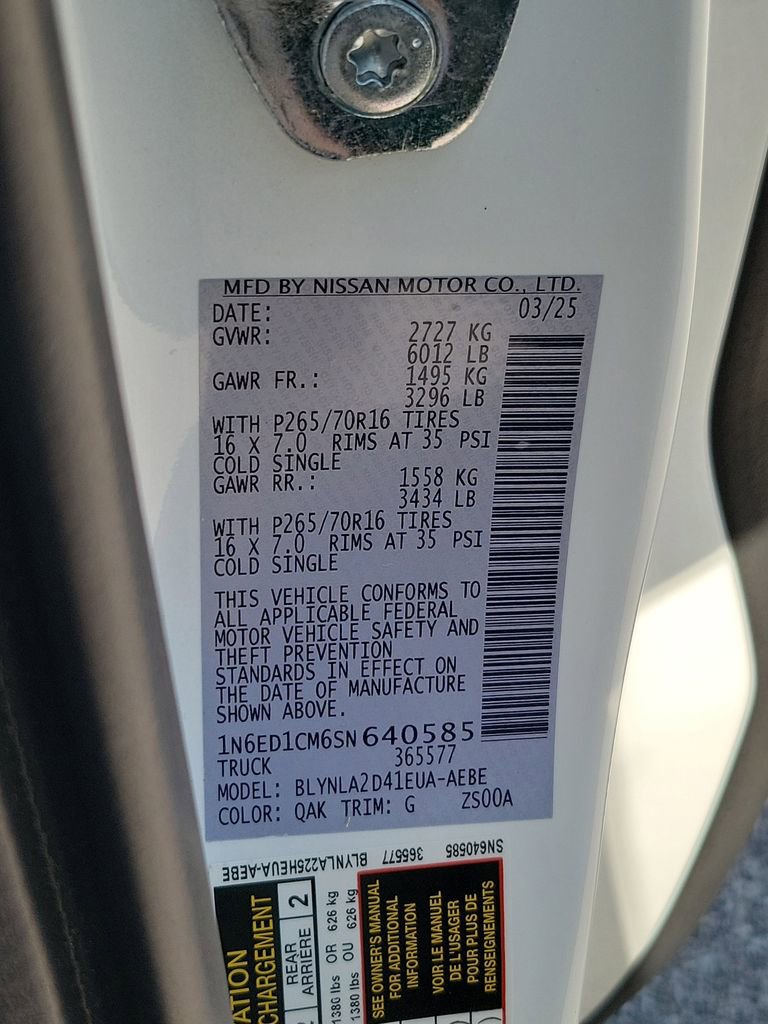 MFD BY NISSAN MOTOR CO., LTD.
DATE: 03/25
GVWR: 2727 KG
6012 LB
GAWR FR.: 1495 KG
3296 LB
WITH P265/70R16 TIRES
16 X 7.0 RIMS AT 35 PSI
COLD SINGLE
GAWR RR.: 1558 KG
3434 LB
WITH P265/70R16 TIRES
16 X 7.0 RIMS AT 35 PSI
COLD SINGLE
THIS VEHICLE CONFORMS TO
ALL APPLICABLE FEDERAL
MOTOR VEHICLE SAFETY AND
THEFT PREVENTION
STANDARDS IN EFFECT ON
THE DATE OF MANUFACTURE
SHOWN ABOVE.
1N6ED1CM6SN640585
TRUCK 365577
MODEL: BLYNLA2D41EUA-AEBE
COLOR: QAK TRIM: G ZS00A
SN640585 365577 BLYNLA225HEUA-AEBE
REAR 2
ARRIÈRE
1380 lbs OR 626 kg
1380 lbs OU 626 kg
SEE OWNER'S MANUAL
FOR ADDITIONAL
INFORMATION
VOIR LE MANUEL
DE L'USAGER
POUR PLUS DE
RENSEIGNEMENTS